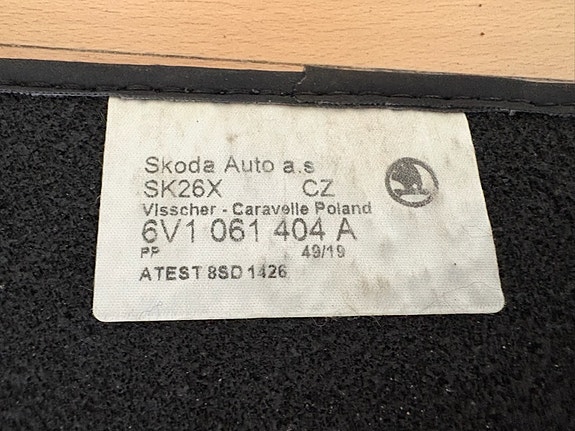 Skoda Auto a.s
SK26X CZ
Visscher - Caravelle Poland
6V1 061 404 A
PP 49/19
ATEST 8SD 1426